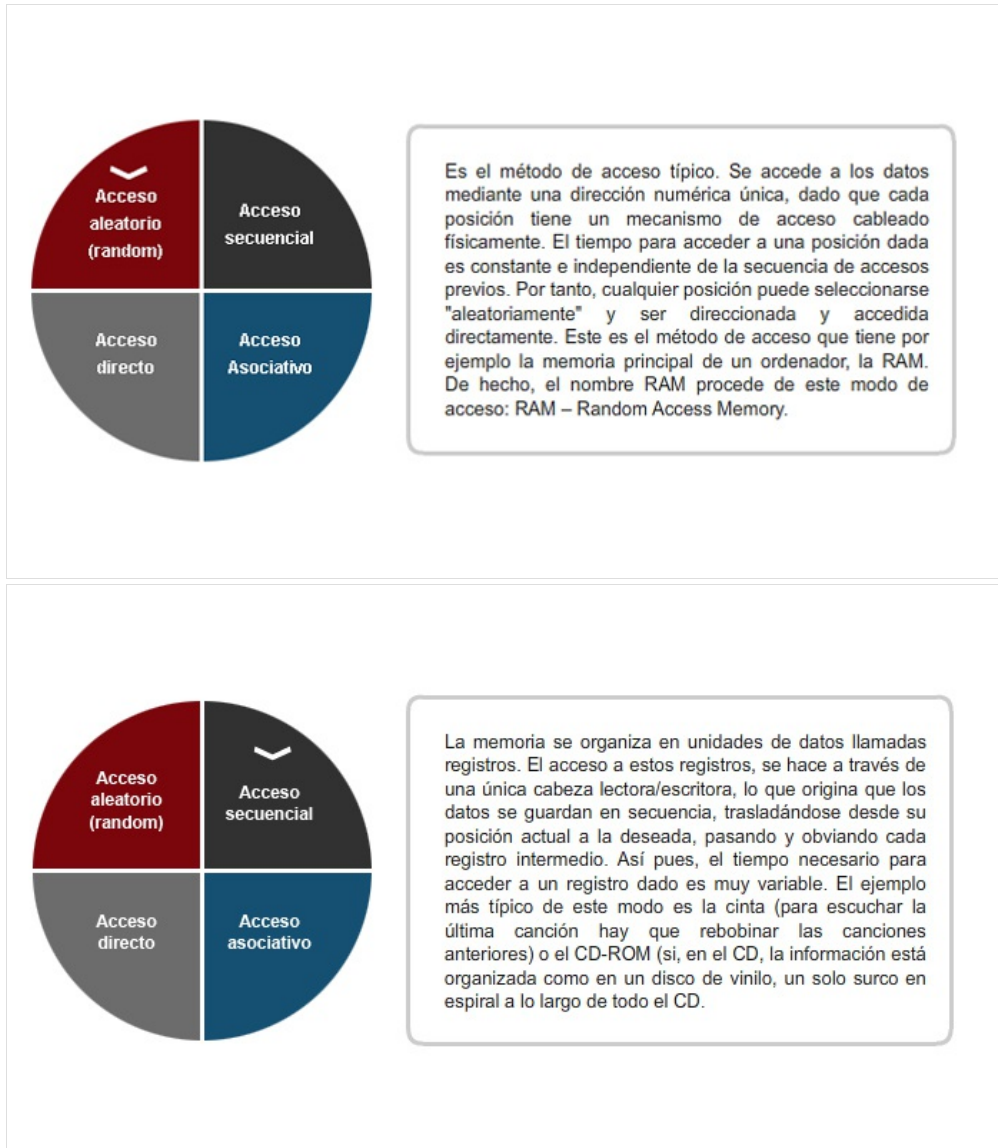 Acceso
aleatorio
(random)
Acceso
secuencial
Acceso
directo
Acceso
Asociativo
Es el método de acceso típico. Se accede a los datos
mediante una dirección numérica única, dado que cada
posición tiene un mecanismo de acceso cableado
físicamente. El tiempo para acceder a una posición dada
es constante e independiente de la secuencia de accesos
previos. Por tanto, cualquier posición puede seleccionarse
"aleatoriamente" y ser direccionada y accedida
directamente. Este es el método de acceso que tiene por
ejemplo la memoria principal de un ordenador, la RAM.
De hecho, el nombre RAM procede de este modo de
acceso: RAM – Random Access Memory.
Acceso
aleatorio
(random)
Acceso
secuencial
Acceso
directo
Acceso
asociativo
La memoria se organiza en unidades de datos llamadas
registros. El acceso a estos registros, se hace a través de
una única cabeza lectora/escritora, lo que origina que los
datos se guardan en secuencia, trasladándose desde su
posición actual a la deseada, pasando y obviando cada
registro intermedio. Así pues, el tiempo necesario para
acceder a un registro dado es muy variable. El ejemplo
más típico de este modo es la cinta (para escuchar la
última canción hay que rebobinar las canciones
anteriores) o el CD-ROM (si, en el CD, la información está
organizada como en un disco de vinilo, un solo surco en
espiral a lo largo de todo el CD.